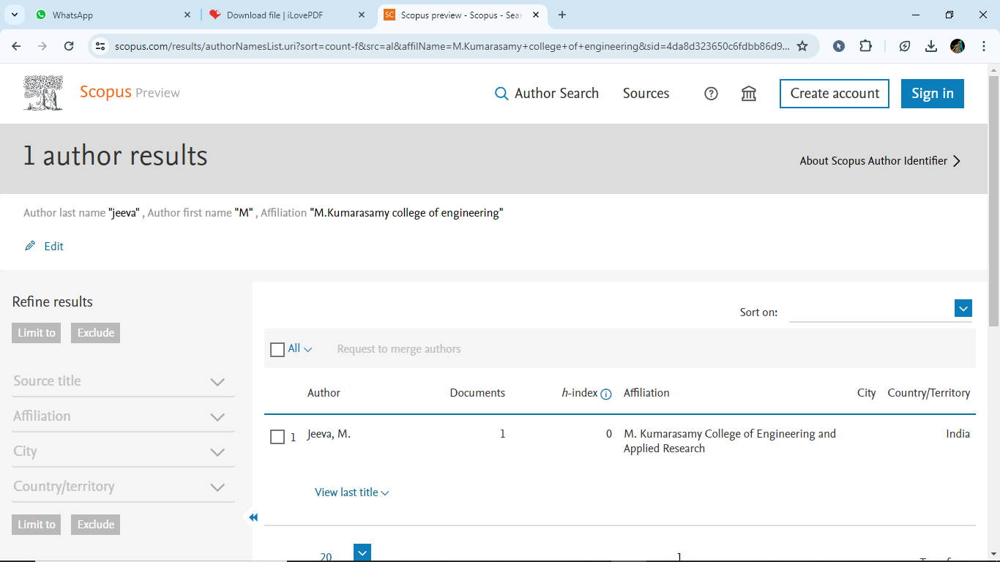 WhatsApp
Download file | iLovePDF
SC Scopus preview - Scopus - Sear
scopus.com/results/authorNamesList.uri?sort=count-f&src=al&affilName=M.Kumarasamy+college+of+engineering&sid=4da8d323650c6fdbb86d9...
Scopus Preview
Author Search
Sources
Create account
Sign in
1 author results
About Scopus Author Identifier
Author last name "jeeva" , Author first name "M" , Affiliation "M.Kumarasamy college of engineering"
Edit
Refine results
Limit to Exclude
Source title
Affiliation
City
Country/territory
Limit to Exclude
Sort on:
All Request to merge authors
Author Documents h-index Affiliation City Country/Territory
1 Jeeva, M. 1 0 M. Kumarasamy College of Engineering and India
Applied Research
View last title
20 1